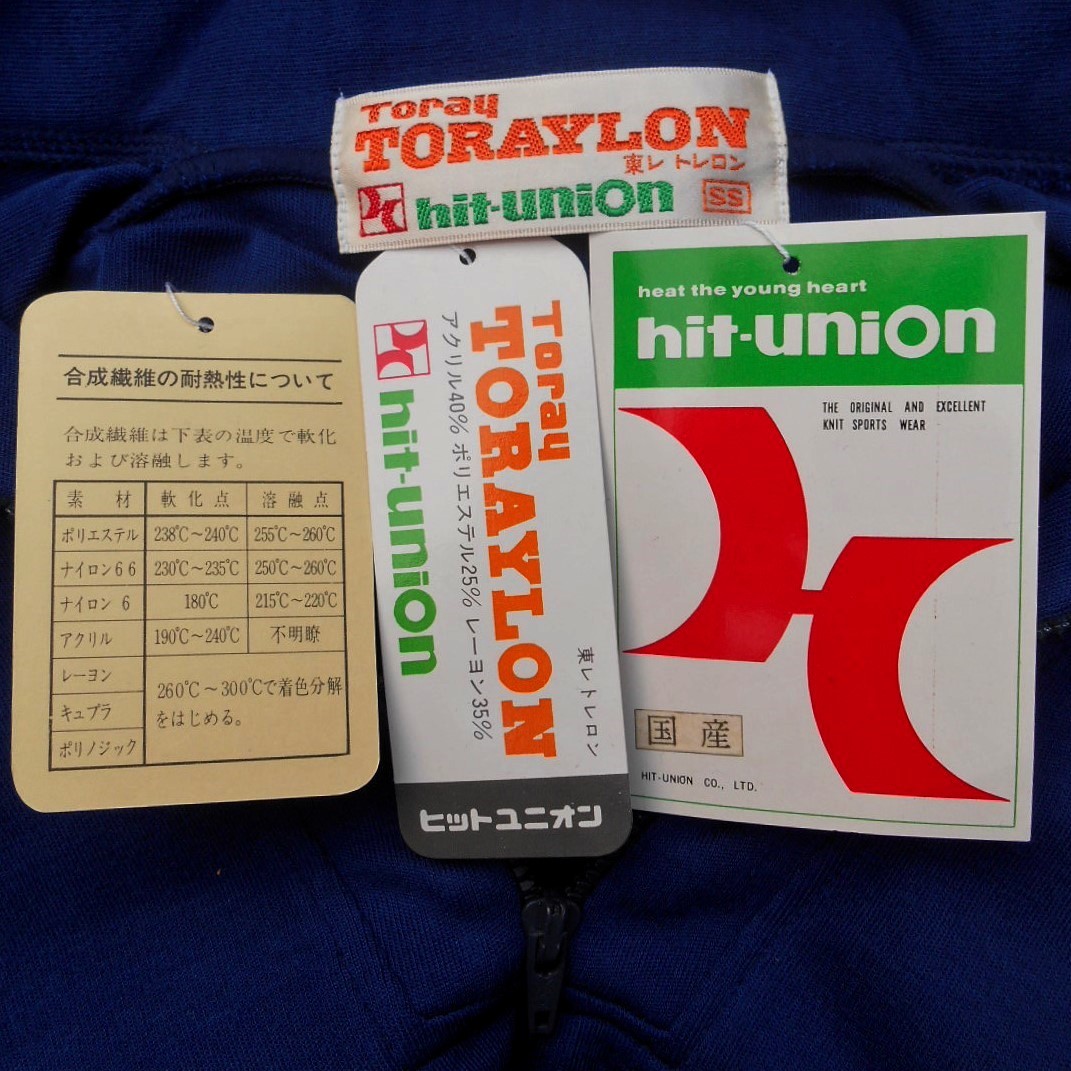 Toray
TORAYLON
東レ トレロン
hit-union SS
合成繊維の耐熱性について
合成繊維は下表の温度で軟化
および溶融します。
素 材 軟 化 点 溶 融 点
ポリエステル 238℃~240℃ 255℃~260℃
ナイロン66 230℃~235℃ 250℃~260℃
ナイロン 6 180℃ 215℃~220℃
アクリル 190℃~240℃ 不明瞭
レーヨン
キュプラ
ポリノジック
260℃~300℃で着色分解
をはじめる。
Toray
TORAYLON
東レトレロン
アクリル40% ポリエステル25% レーヨン35%
hit-union
ヒットユニオン
heat the young heart
hit-union
THE ORIGINAL AND EXCELLENT
KNIT SPORTS WEAR
国 産
HIT-UNION CO., LTD.